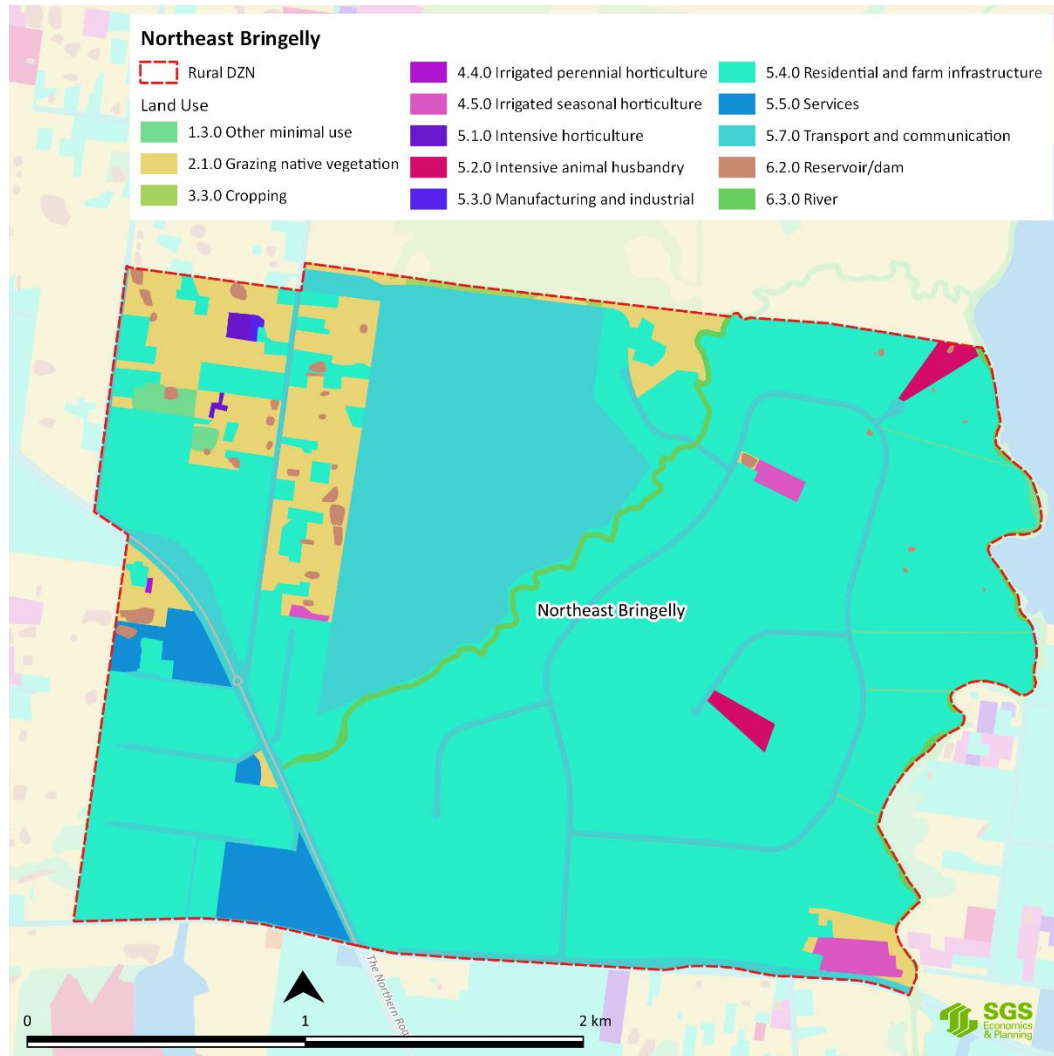 Northeast Bringelly
Rural DZN
Land Use
1.3.0 Other minimal use
2.1.0 Grazing native vegetation
3.3.0 Cropping
4.4.0 Irrigated perennial horticulture
4.5.0 Irrigated seasonal horticulture
5.1.0 Intensive horticulture
5.2.0 Intensive animal husbandry
5.3.0 Manufacturing and industrial
5.4.0 Residential and farm infrastructure
5.5.0 Services
5.7.0 Transport and communication
6.2.0 Reservoir/dam
6.3.0 River
Northeast Bringelly
The Northern Roa
0 1 2 km
SGS
Economics
& Planning